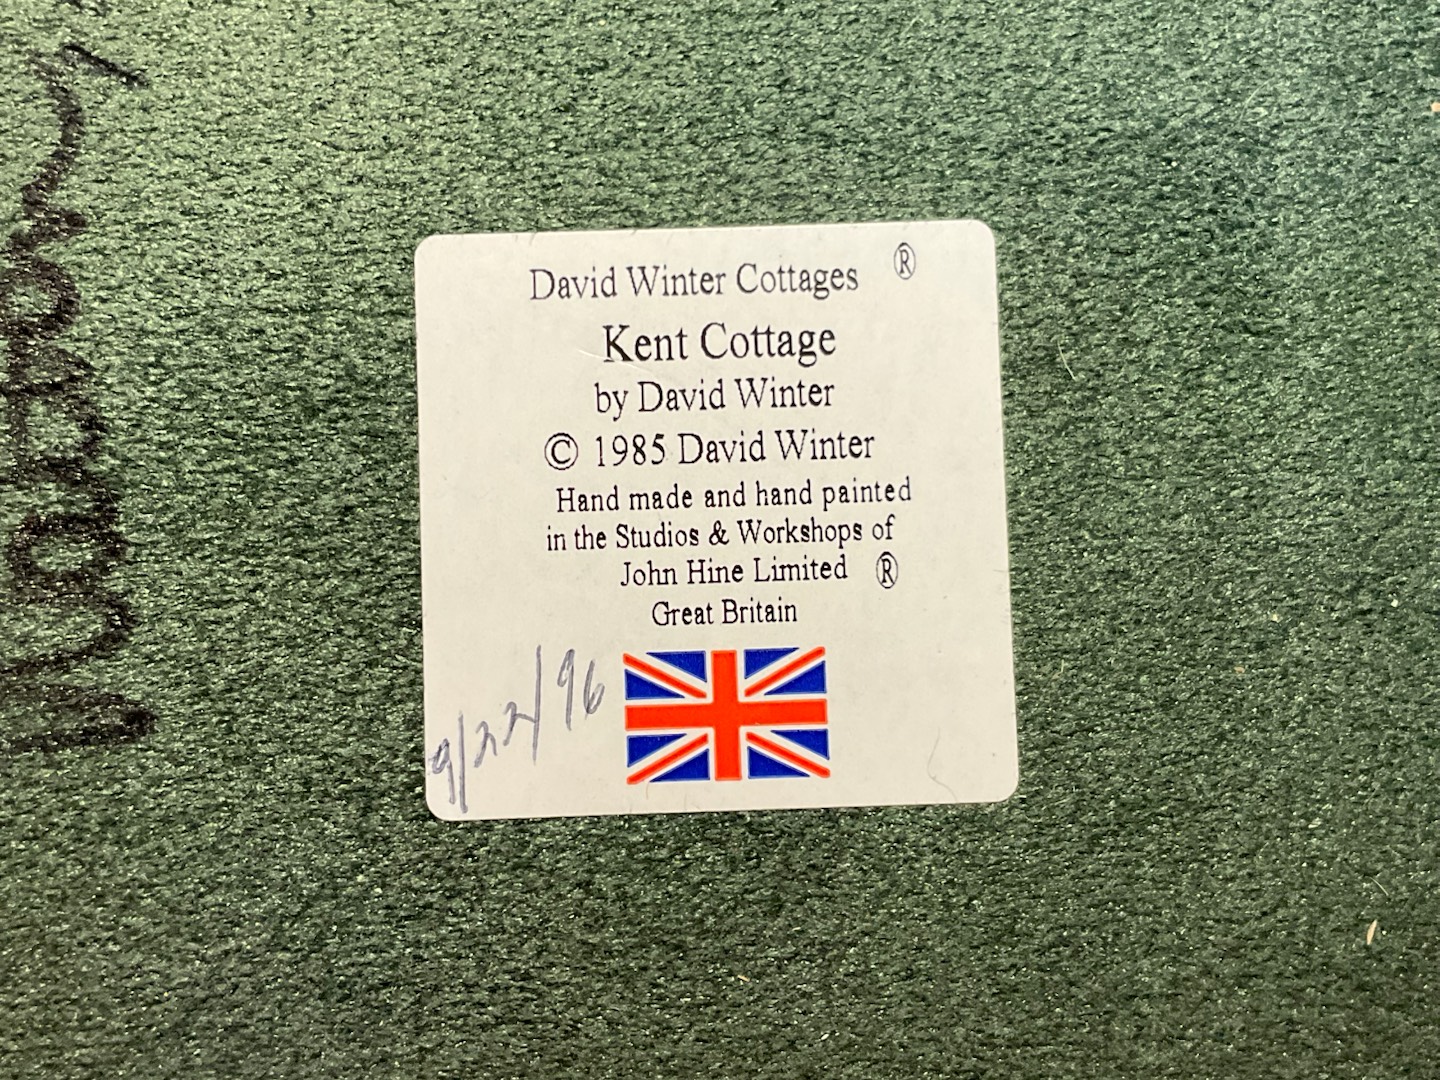 David Winter Cottages ®
Kent Cottage
by David Winter
© 1985 David Winter
Hand made and hand painted
in the Studios & Workshops of
John Hine Limited ®
Great Britain
9/22/96